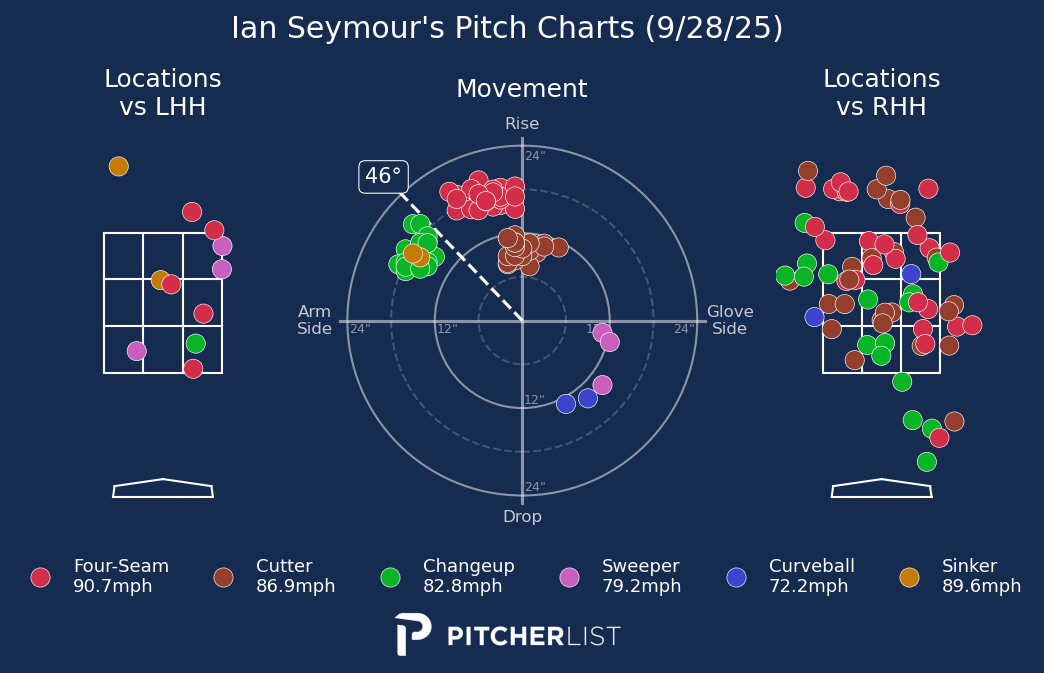 Ian Seymour's Pitch Charts (9/28/25)
Locations
vs LHH
Movement
Locations
vs RHH
Rise
24"
46°
Arm
Side
24"
12"
12"
24"
Glove
Side
12"
24"
Drop
Four-Seam
90.7mph
Cutter
86.9mph
Changeup
82.8mph
Sweeper
79.2mph
Curveball
72.2mph
Sinker
89.6mph
PITCHERLIST